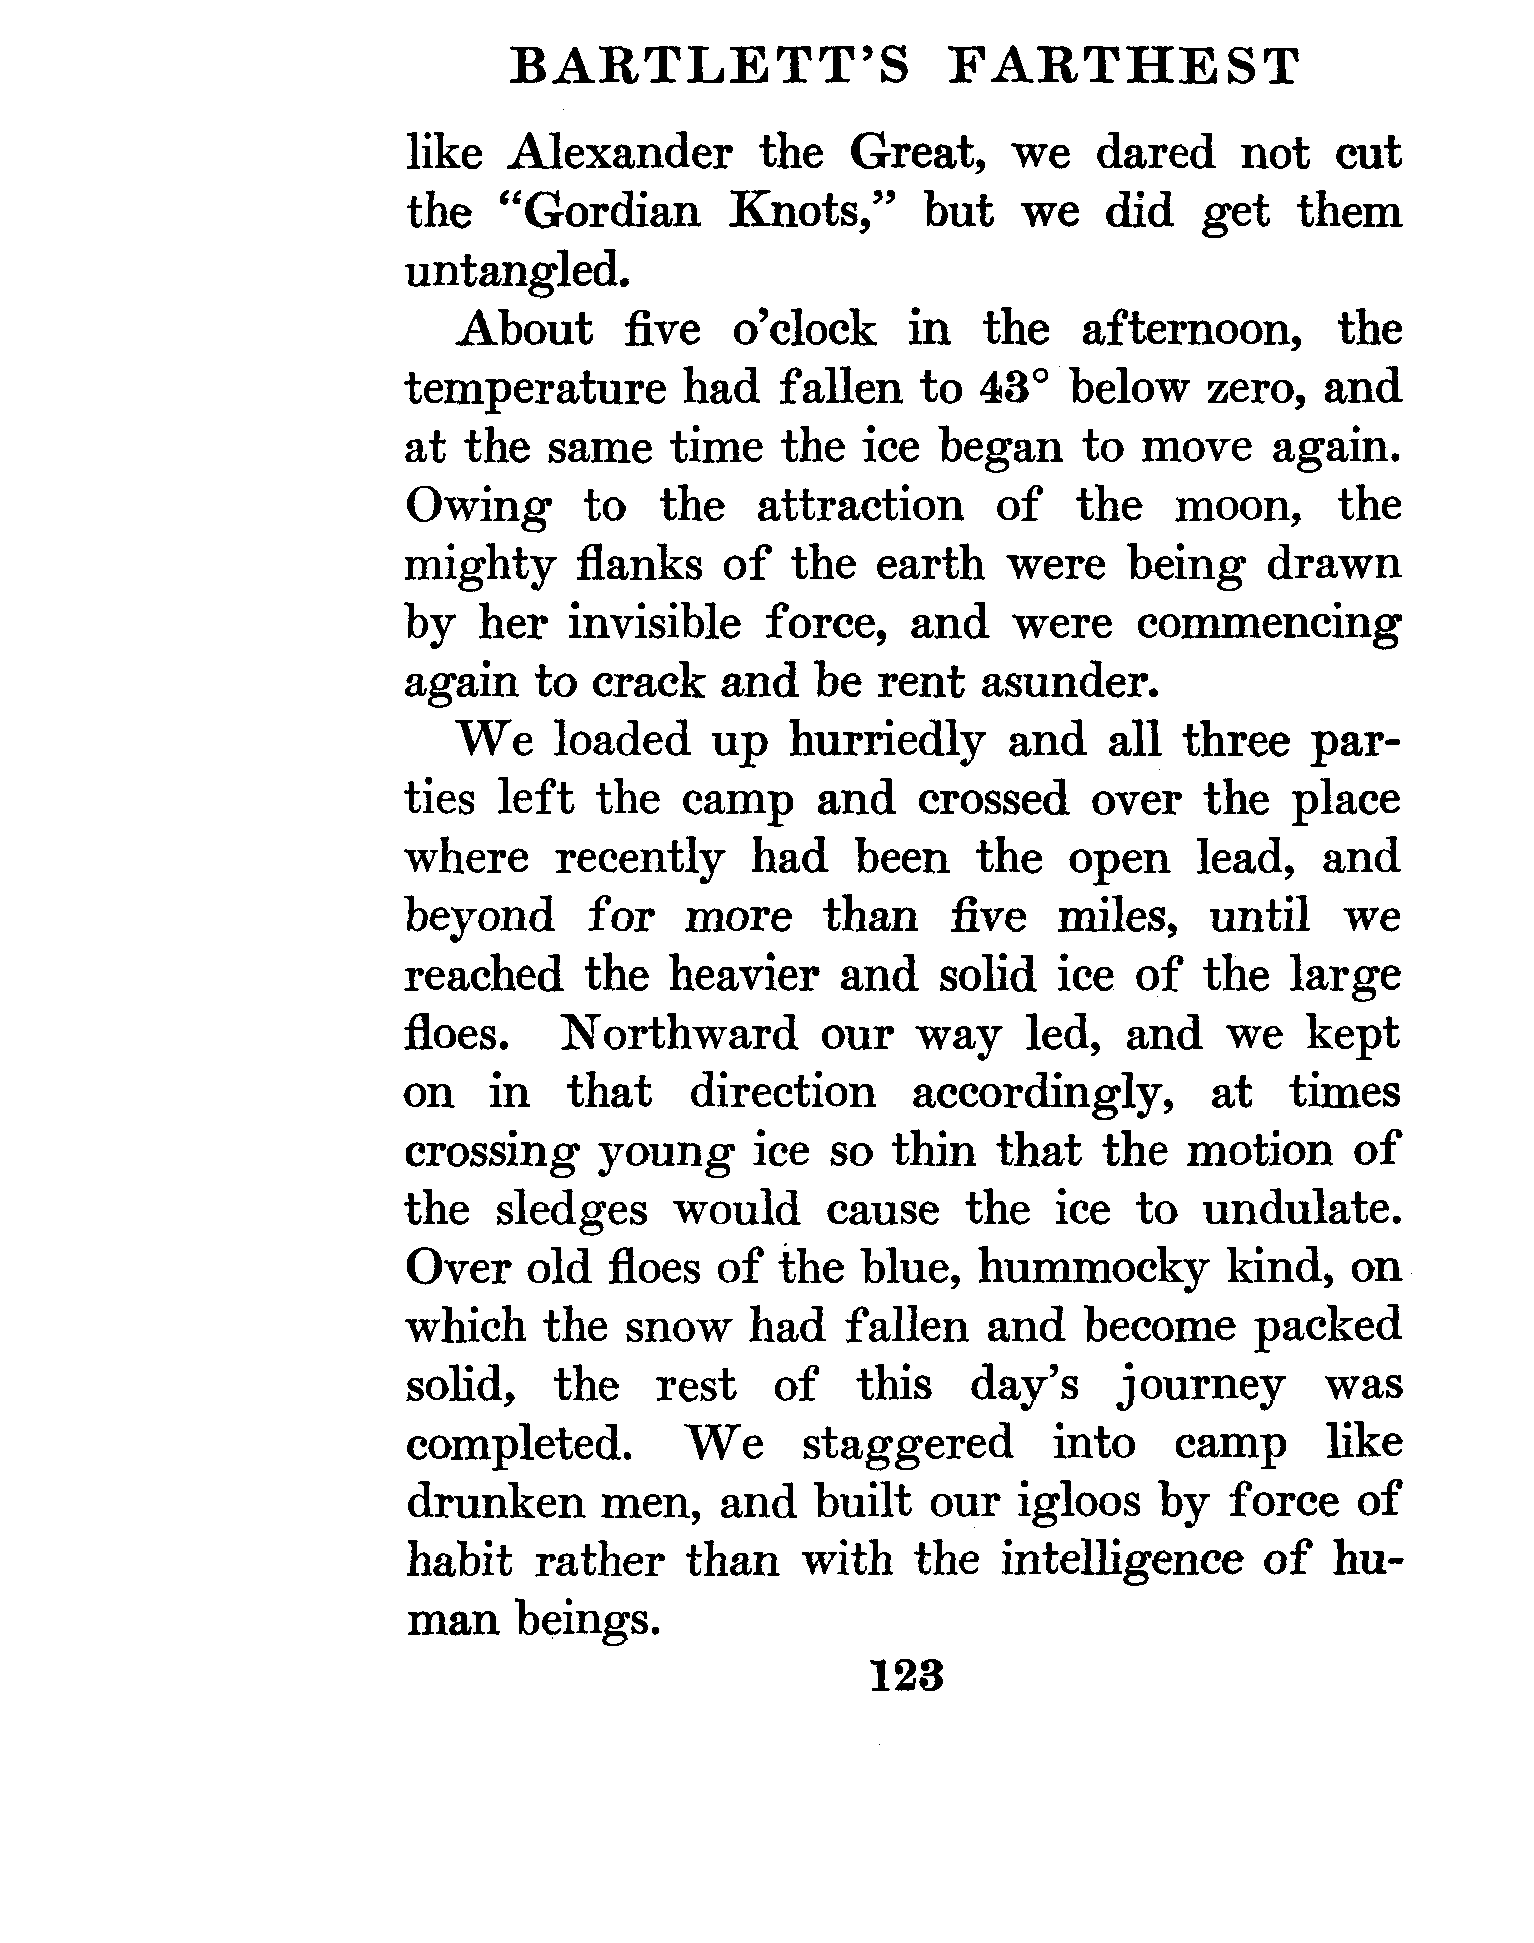 BARTLETT'S FARTHEST
like Alexander the Great, we dared not cut
the “Gordian Knots,” but we did get them
untangled.
About five o’clock in the afternoon, the
temperature had fallen to 43° below zero, and
at the same time the ice began to move again.
Owing to the attraction of the moon, the
mighty flanks of the earth were being drawn
by her invisible force, and were commencing
again to crack and be rent asunder.
We loaded up hurriedly and all three par-
ties left the camp and crossed over the place
where recently had been the open lead, and
beyond for more than five miles, until we
reached the heavier and solid ice of the large
floes. Northward our way led, and we kept
on in that direction accordingly, at times
crossing young ice so thin that the motion of
the sledges would cause the ice to undulate.
Over old floes of the blue, hummocky kind, on
which the snow had fallen and become packed
solid, the rest of this day’s journey was
completed. We staggered into camp like
drunken men, and built our igloos by force of
habit rather than with the intelligence of hu-
man beings.
123